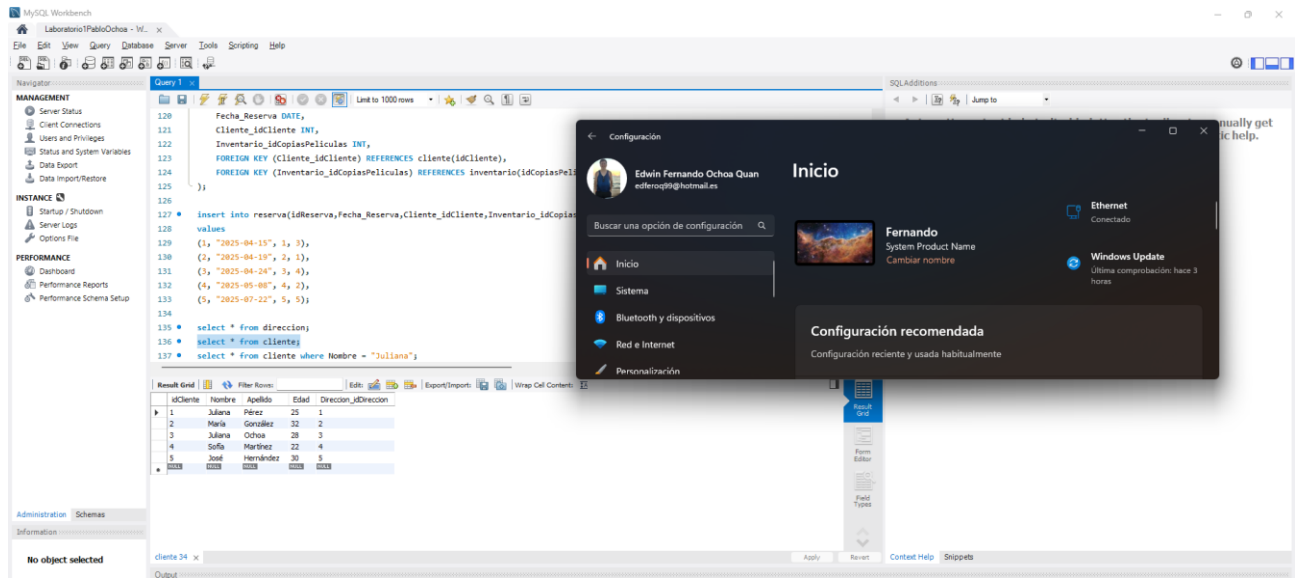 MySQL Workbench
Laboratorio1PabloOchoa - W...
File Edit View Query Database Server Tools Scripting Help
Navigator
MANAGEMENT
Server Status
Client Connections
Users and Privileges
Status and System Variables
Data Export
Data Import/Restore
INSTANCE
Startup / Shutdown
Server Logs
Options File
PERFORMANCE
Dashboard
Performance Reports
Performance Schema Setup
Administration Schemas
Information
No object selected
Query 1
Limit to 1000 rows
120 Fecha_Reserva DATE,
121 Cliente_idCliente INT,
122 Inventario_idCopiasPeliculas INT,
123 FOREIGN KEY (Cliente_idCliente) REFERENCES cliente(idCliente),
124 FOREIGN KEY (Inventario_idCopiasPeliculas) REFERENCES inventario(idCopiasPeli
125 );
126
127 insert into reserva(idReserva,Fecha_Reserva,Cliente_idCliente,Inventario_idCopias
128 values
129 (1, "2025-04-15", 1, 3),
130 (2, "2025-04-19", 2, 1),
131 (3, "2025-04-24", 3, 4),
132 (4, "2025-05-08", 4, 2),
133 (5, "2025-07-22", 5, 5);
134
135 select * from direccion;
136 select * from cliente;
137 select * from cliente where Nombre = "Juliana";
Result Grid Filter Rows: Edit: Export/Import: Wrap Cell Content:
idCliente Nombre Apellido Edad Direccion_idDireccion
1 Juliana Pérez 25 1
2 María González 32 2
3 Juliana Ochoa 28 3
4 Sofía Martínez 22 4
5 José Hernández 30 5
NULL NULL NULL NULL NULL
Result Grid
Form Editor
Field Types
cliente 34
Apply Revert
Output
SQLAdditions
Jump to
nually get
tic help.
Context Help Snippets
Configuración
Edwin Fernando Ochoa Quan
edferoq99@hotmail.es
Buscar una opción de configuración
Inicio
Sistema
Bluetooth y dispositivos
Red e Internet
Personalización
Inicio
Fernando
System Product Name
Cambiar nombre
Ethernet
Conectado
Windows Update
Última comprobación: hace 3
horas
Configuración recomendada
Configuración reciente y usada habitualmente